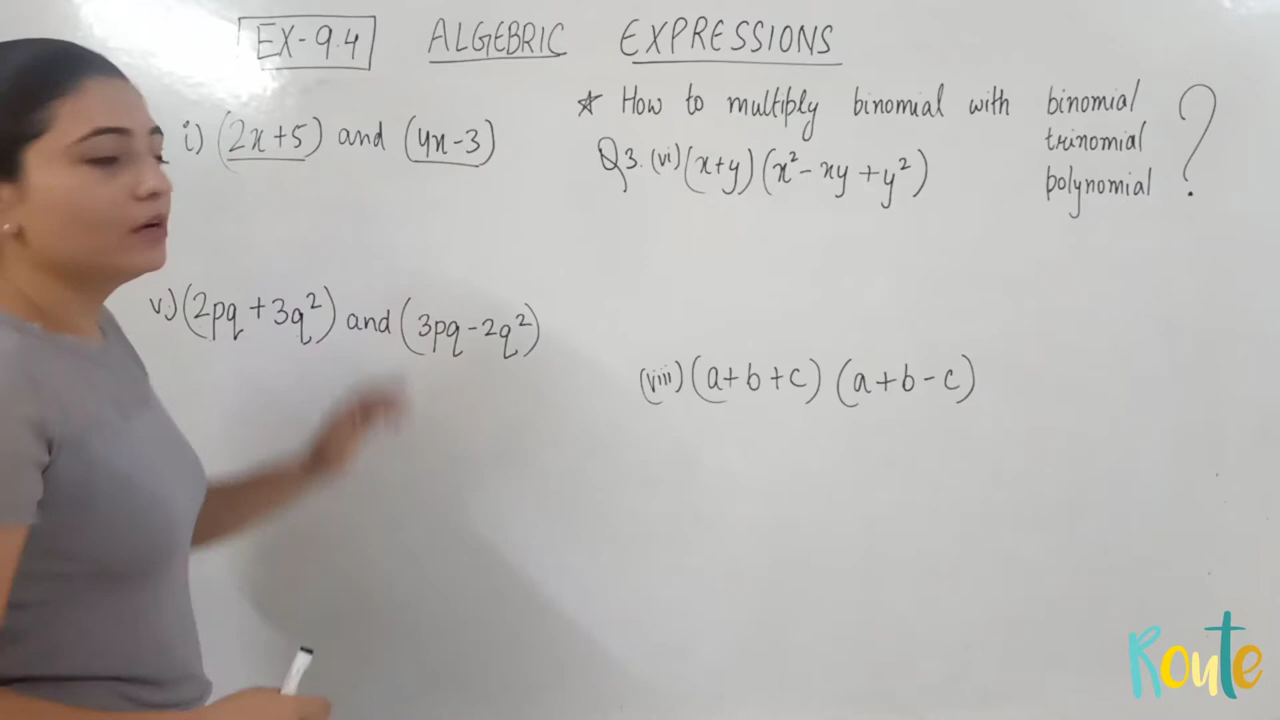 EX-9.4 ALGEBRIC EXPRESSIONS
i) (2x+5) and (4x-3)
v) (2pq+3q²) and (3pq-2q²)
* How to multiply binomial with binomial
trinomial
polynomial ?
Q3. (vi) (x+y) (x²-xy+y²)
(viii) (a+b+c) (a+b-c)
Route